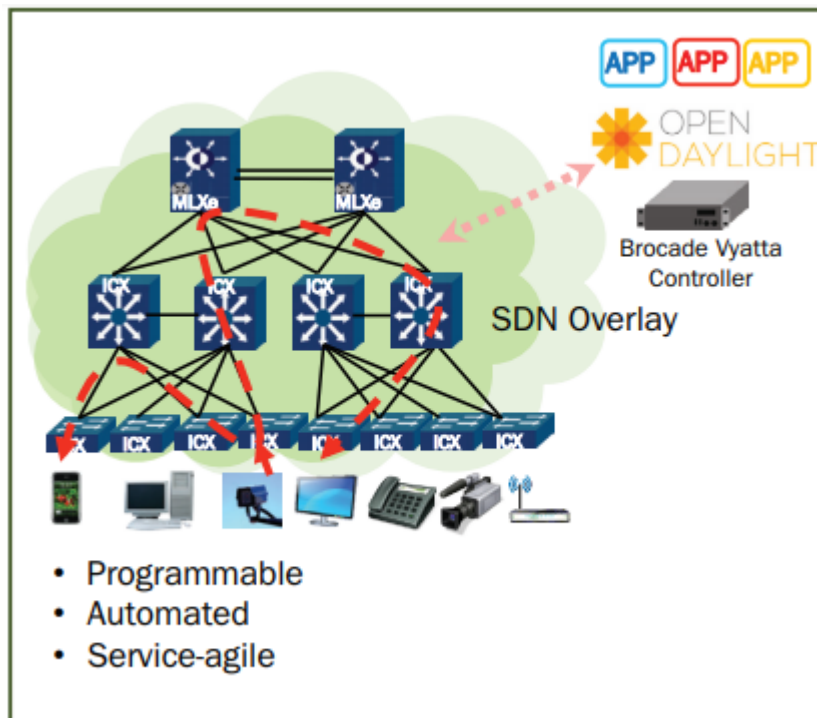 APP APP APP
OPEN
DAYLIGHT
MLXe MLXe
Brocade Vyatta
Controller
ICX ICX ICX ICX
SDN Overlay
ICX ICX ICX ICX ICX ICX ICX ICX
• Programmable
• Automated
• Service-agile